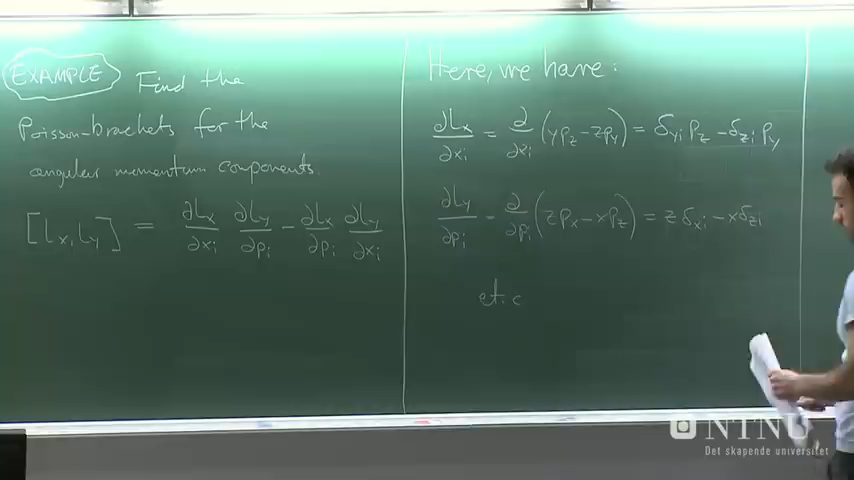 EXAMPLE Find the
Poisson-brackets for the
angular momentum components.
[Lx, Ly] = ∂Lx/∂xi ∂Ly/∂pi - ∂Lx/∂pi ∂Ly/∂xi
Here, we have:
∂Lx/∂xi = ∂/∂xi (ypz - zpy) = δyi pz - δzi py
∂Ly/∂pi - ∂/∂pi (zpx - xpz) = zδxi - xδzi
etc
NTNU
Det skapende universitet